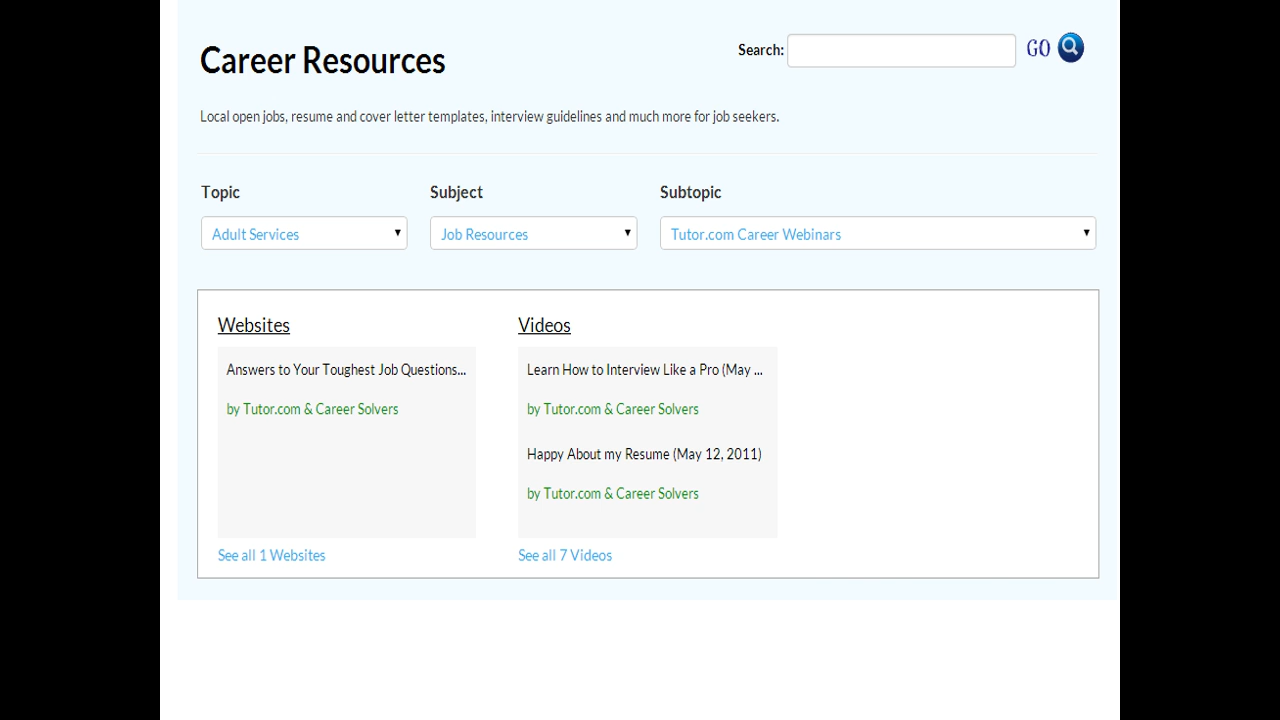 Career Resources
Search:
GO
Local open jobs, resume and cover letter templates, interview guidelines and much more for job seekers.
Topic
Subject
Subtopic
Adult Services
Job Resources
Tutor.com Career Webinars
Websites
Answers to Your Toughest Job Questions...
by Tutor.com & Career Solvers
See all 1 Websites
Videos
Learn How to Interview Like a Pro (May ...
by Tutor.com & Career Solvers
Happy About my Resume (May 12, 2011)
by Tutor.com & Career Solvers
See all 7 Videos